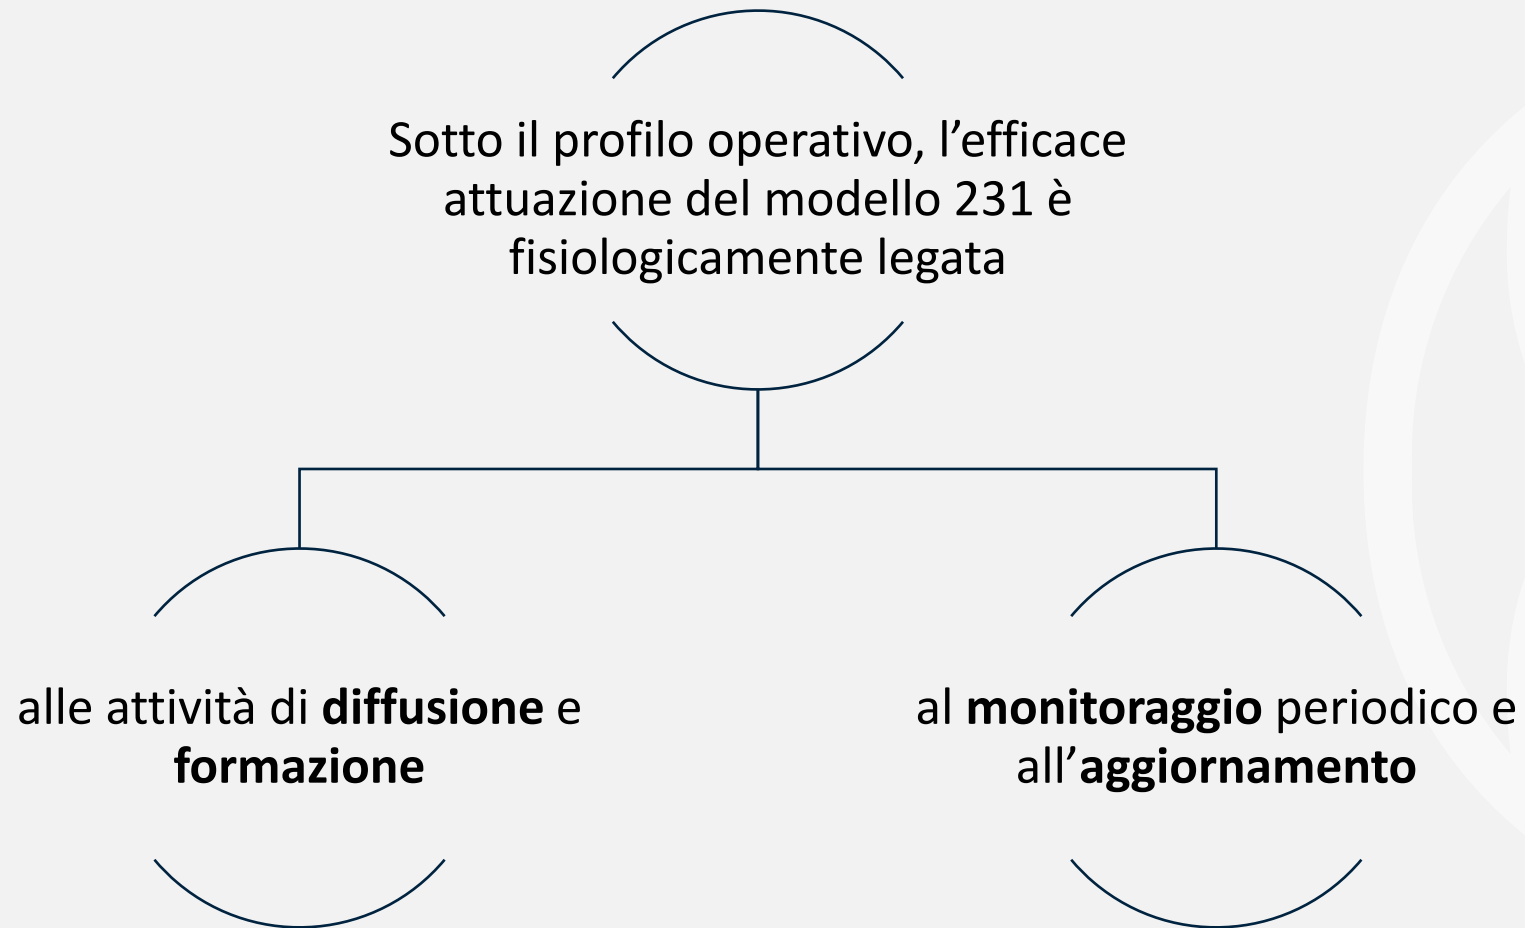 Sotto il profilo operativo, l’efficace
attuazione del modello 231 è
fisiologicamente legata
alle attività di diffusione e
formazione
al monitoraggio periodico e
all’aggiornamento